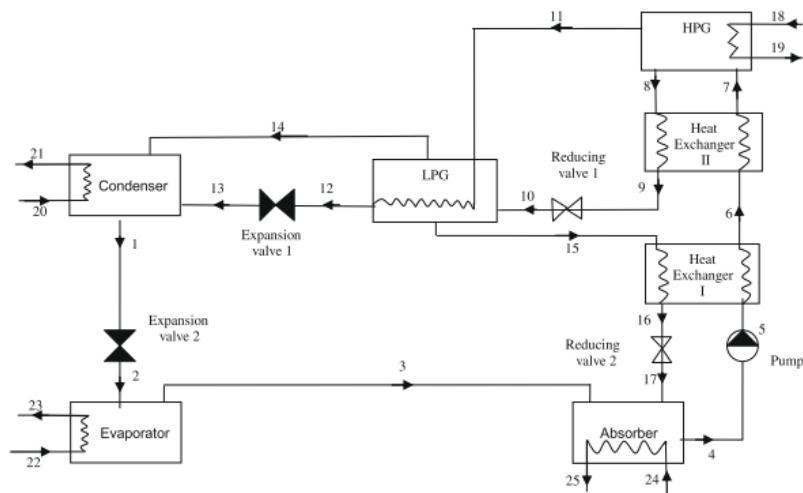 11
18
HPG
19
8
7
14
21
Condenser
20
13
12
LPG
Reducing
valve 1
10
9
Heat
Exchanger
II
6
Expansion
valve 1
15
1
Heat
Exchanger
I
Expansion
valve 2
16
5
Reducing
valve 2
Pump
2
3
17
23
Evaporator
22
Absorber
4
25
24